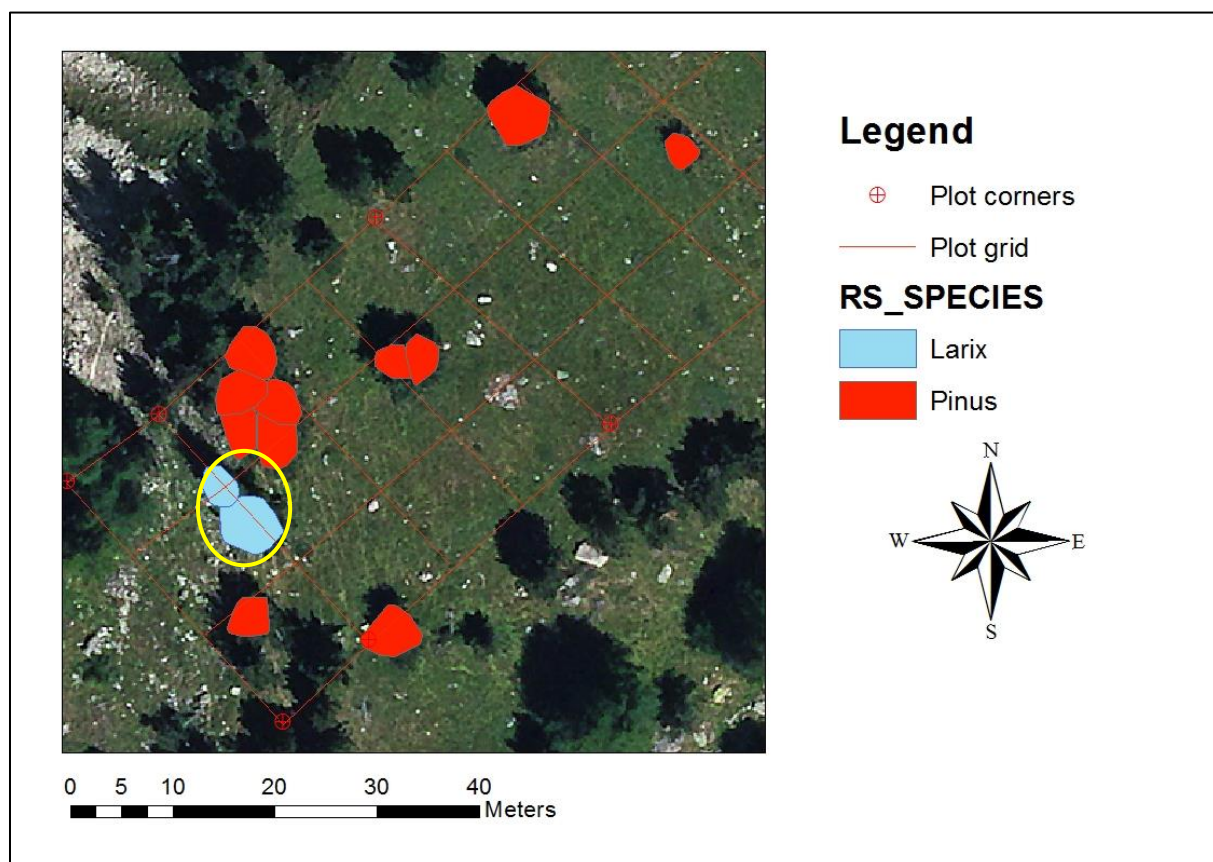 Legend
Plot corners
Plot grid
RS_SPECIES
Larix
Pinus
N
W E
S
0 5 10 20 30 40
Meters